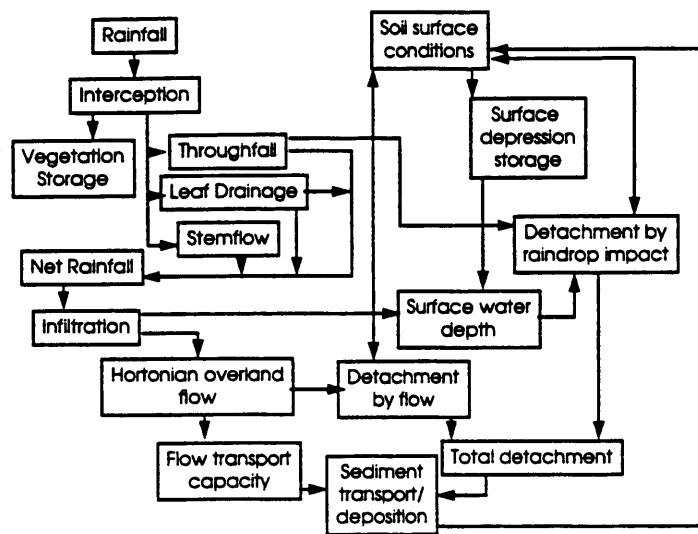 Rainfall
Interception
Vegetation
Storage
Throughfall
Leaf Drainage
Stemflow
Net Rainfall
Infiltration
Hortonian overland
flow
Flow transport
capacity
Soil surface
conditions
Surface
depression
storage
Detachment by
raindrop impact
Surface water
depth
Detachment
by flow
Total detachment
Sediment
transport/
deposition